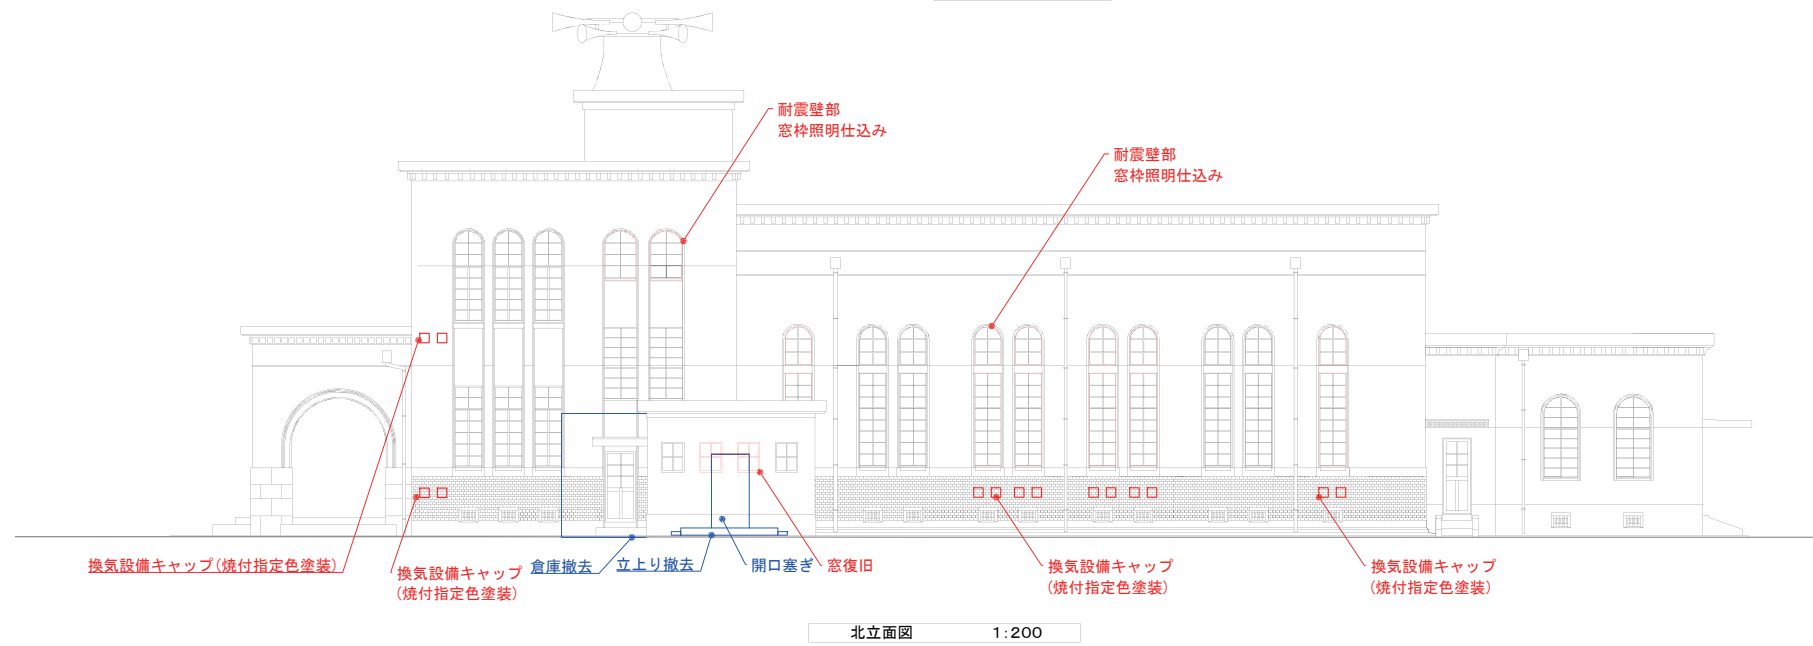 耐震壁部
窓枠照明仕込み
耐震壁部
窓枠照明仕込み
換気設備キャップ(焼付指定色塗装)
換気設備キャップ
(焼付指定色塗装)
倉庫撤去
立上り撤去
開口塞ぎ
窓復旧
換気設備キャップ
(焼付指定色塗装)
換気設備キャップ
(焼付指定色塗装)
北立面図 1:200